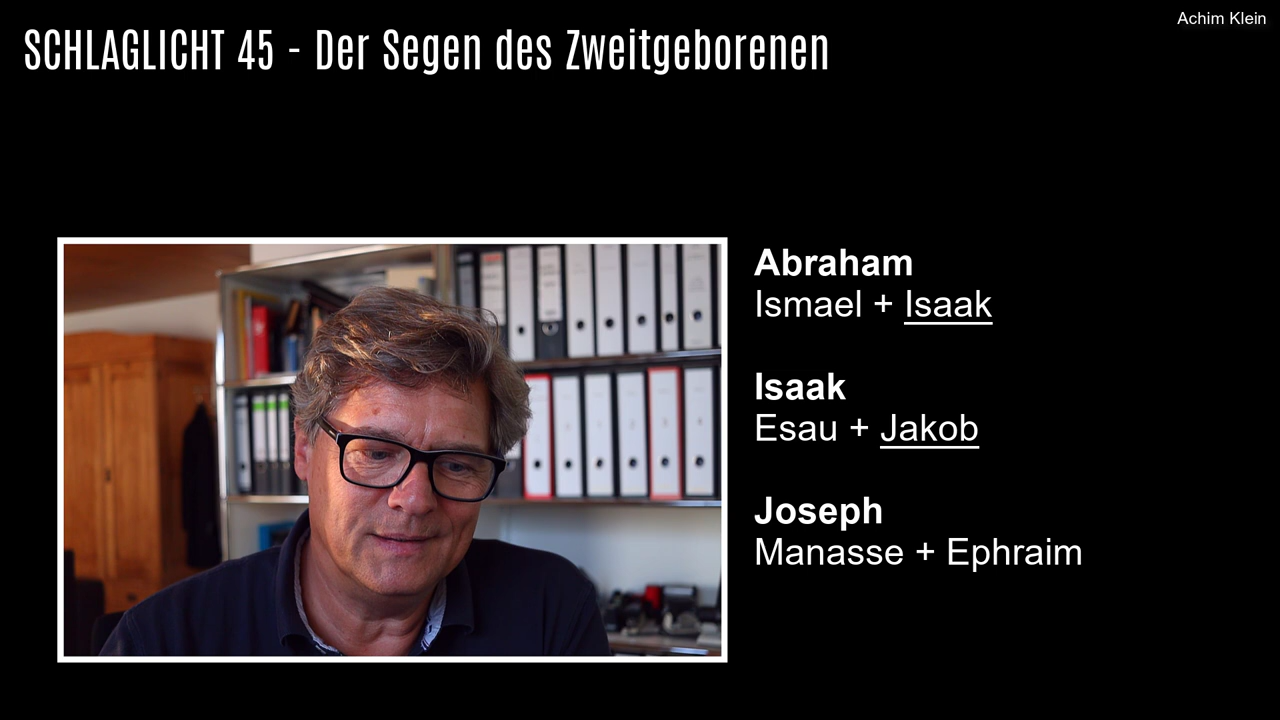 Achim Klein
SCHLAGLICHT 45 - Der Segen des Zweitgeborenen
Abraham
Ismael + Isaak
Isaak
Esau + Jakob
Joseph
Manasse + Ephraim